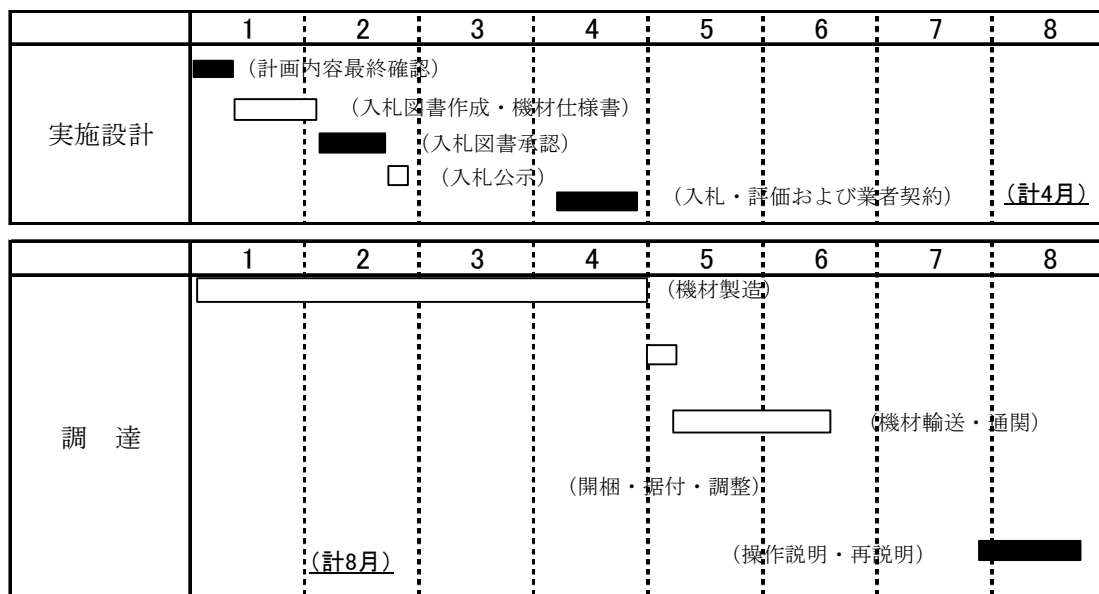 1 2 3 4 5 6 7 8
実施設計
(計画内容最終確認)
(入札図書作成・機材仕様書)
(入札図書承認)
(入札公示)
(入札・評価および業者契約)
(計4月)
1 2 3 4 5 6 7 8
調 達
(機材製造)
(機材輸送・通関)
(開梱・据付・調整)
(操作説明・再説明)
(計8月)